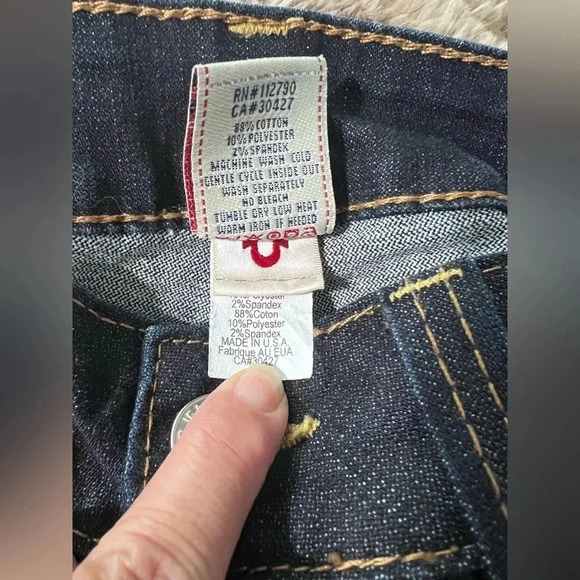 RN#112790
CA#30427
88% COTTON
10% POLYESTER
2% SPANDEX
MACHINE WASH COLD
GENTLE CYCLE INSIDE OUT
WASH SEPARATELY
NO BLEACH
TUMBLE DRY LOW HEAT
WARM IRON IF NEEDED
10%Polyester
2%Spandex
88%Coton
10%Polyester
2%Spandex
MADE IN U.S.A.
Fabrique AU EUA
CA#30427